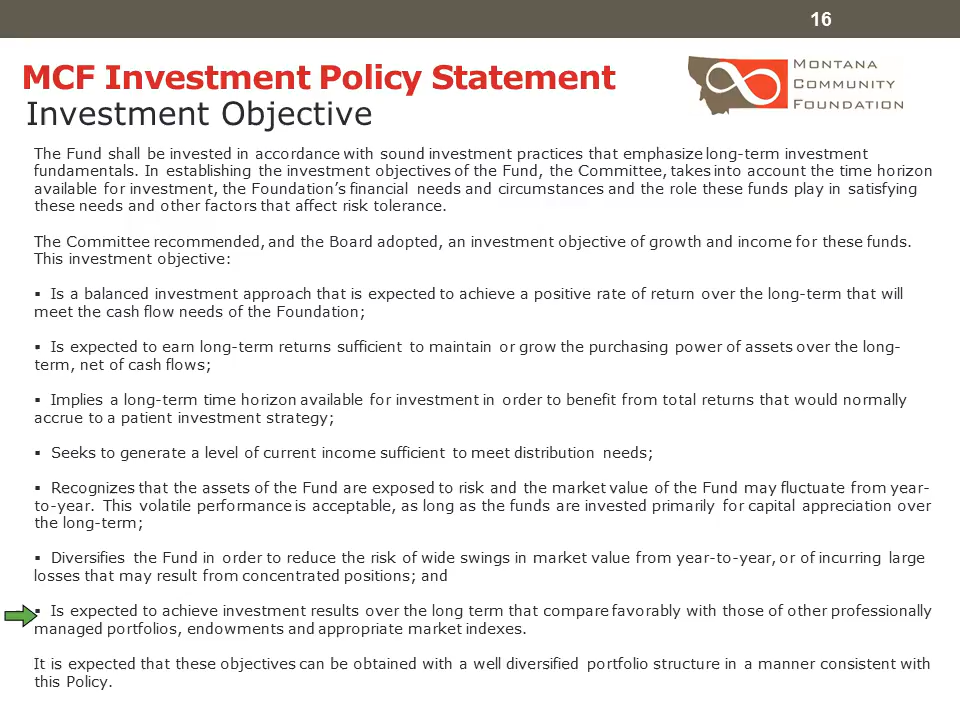 16
MCF Investment Policy Statement
Investment Objective
MONTANA
COMMUNITY
FOUNDATION
The Fund shall be invested in accordance with sound investment practices that emphasize long-term investment
fundamentals. In establishing the investment objectives of the Fund, the Committee, takes into account the time horizon
available for investment, the Foundation’s financial needs and circumstances and the role these funds play in satisfying
these needs and other factors that affect risk tolerance.
The Committee recommended, and the Board adopted, an investment objective of growth and income for these funds.
This investment objective:
▪ Is a balanced investment approach that is expected to achieve a positive rate of return over the long-term that will
meet the cash flow needs of the Foundation;
▪ Is expected to earn long-term returns sufficient to maintain or grow the purchasing power of assets over the long-
term, net of cash flows;
▪ Implies a long-term time horizon available for investment in order to benefit from total returns that would normally
accrue to a patient investment strategy;
▪ Seeks to generate a level of current income sufficient to meet distribution needs;
▪ Recognizes that the assets of the Fund are exposed to risk and the market value of the Fund may fluctuate from year-
to-year. This volatile performance is acceptable, as long as the funds are invested primarily for capital appreciation over
the long-term;
▪ Diversifies the Fund in order to reduce the risk of wide swings in market value from year-to-year, or of incurring large
losses that may result from concentrated positions; and
▪ Is expected to achieve investment results over the long term that compare favorably with those of other professionally
managed portfolios, endowments and appropriate market indexes.
It is expected that these objectives can be obtained with a well diversified portfolio structure in a manner consistent with
this Policy.